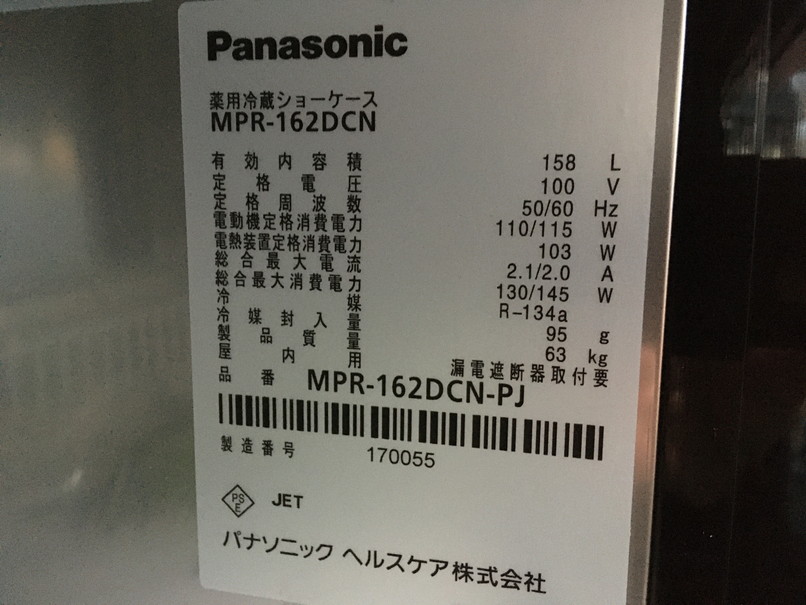 Panasonic
薬用冷蔵ショーケース
MPR-162DCN
有効内容積 158 L
定格電圧 100 V
定格周波数 50/60 Hz
電動機定格消費電力 110/115 W
電熱装置定格消費電力 103 W
総合最大電流 2.1/2.0 A
総合最大消費電力 130/145 W
冷媒 R-134a
冷媒封入量 95 g
製品質量 63 kg
屋内用 漏電遮断器取付要
品番 MPR-162DCN-PJ
製造番号 170055
PS
E
JET
パナソニック ヘルスケア株式会社